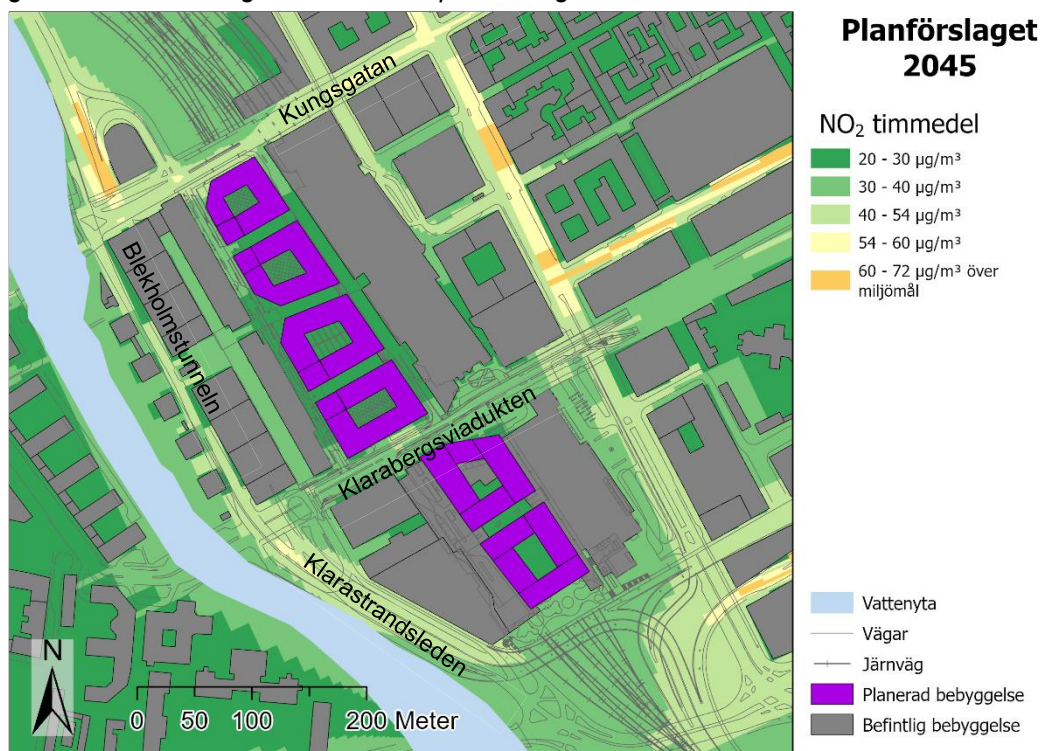 Planförslaget
2045
NO₂ timmedel
20 - 30 µg/m³
30 - 40 µg/m³
40 - 54 µg/m³
54 - 60 µg/m³
60 - 72 µg/m³ över
miljömål
Kungsgatan
Blekholmstunneln
Klarabergsviadukten
Klarastrandsleden
N
0 50 100 200 Meter
Vattenyta
Vägar
Järnväg
Planerad bebyggelse
Befintlig bebyggelse